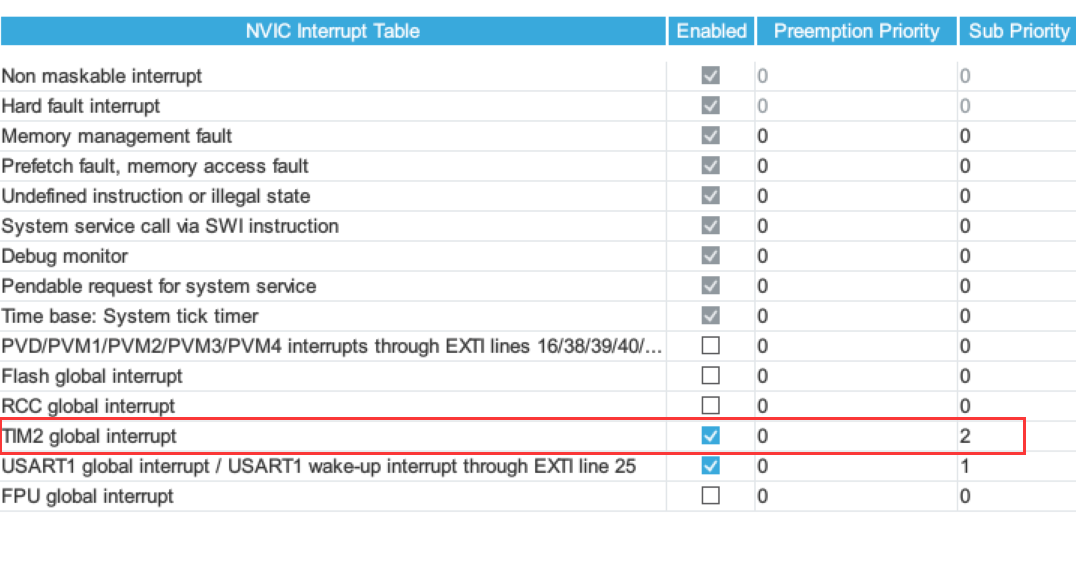 NVIC Interrupt Table Enabled Preemption Priority Sub Priority
Non maskable interrupt 0 0
Hard fault interrupt 0 0
Memory management fault 0 0
Prefetch fault, memory access fault 0 0
Undefined instruction or illegal state 0 0
System service call via SWI instruction 0 0
Debug monitor 0 0
Pendable request for system service 0 0
Time base: System tick timer 0 0
PVD/PVM1/PVM2/PVM3/PVM4 interrupts through EXTI lines 16/38/39/40/... 0 0
Flash global interrupt 0 0
RCC global interrupt 0 0
TIM2 global interrupt 0 2
USART1 global interrupt / USART1 wake-up interrupt through EXTI line 25 0 1
FPU global interrupt 0 0